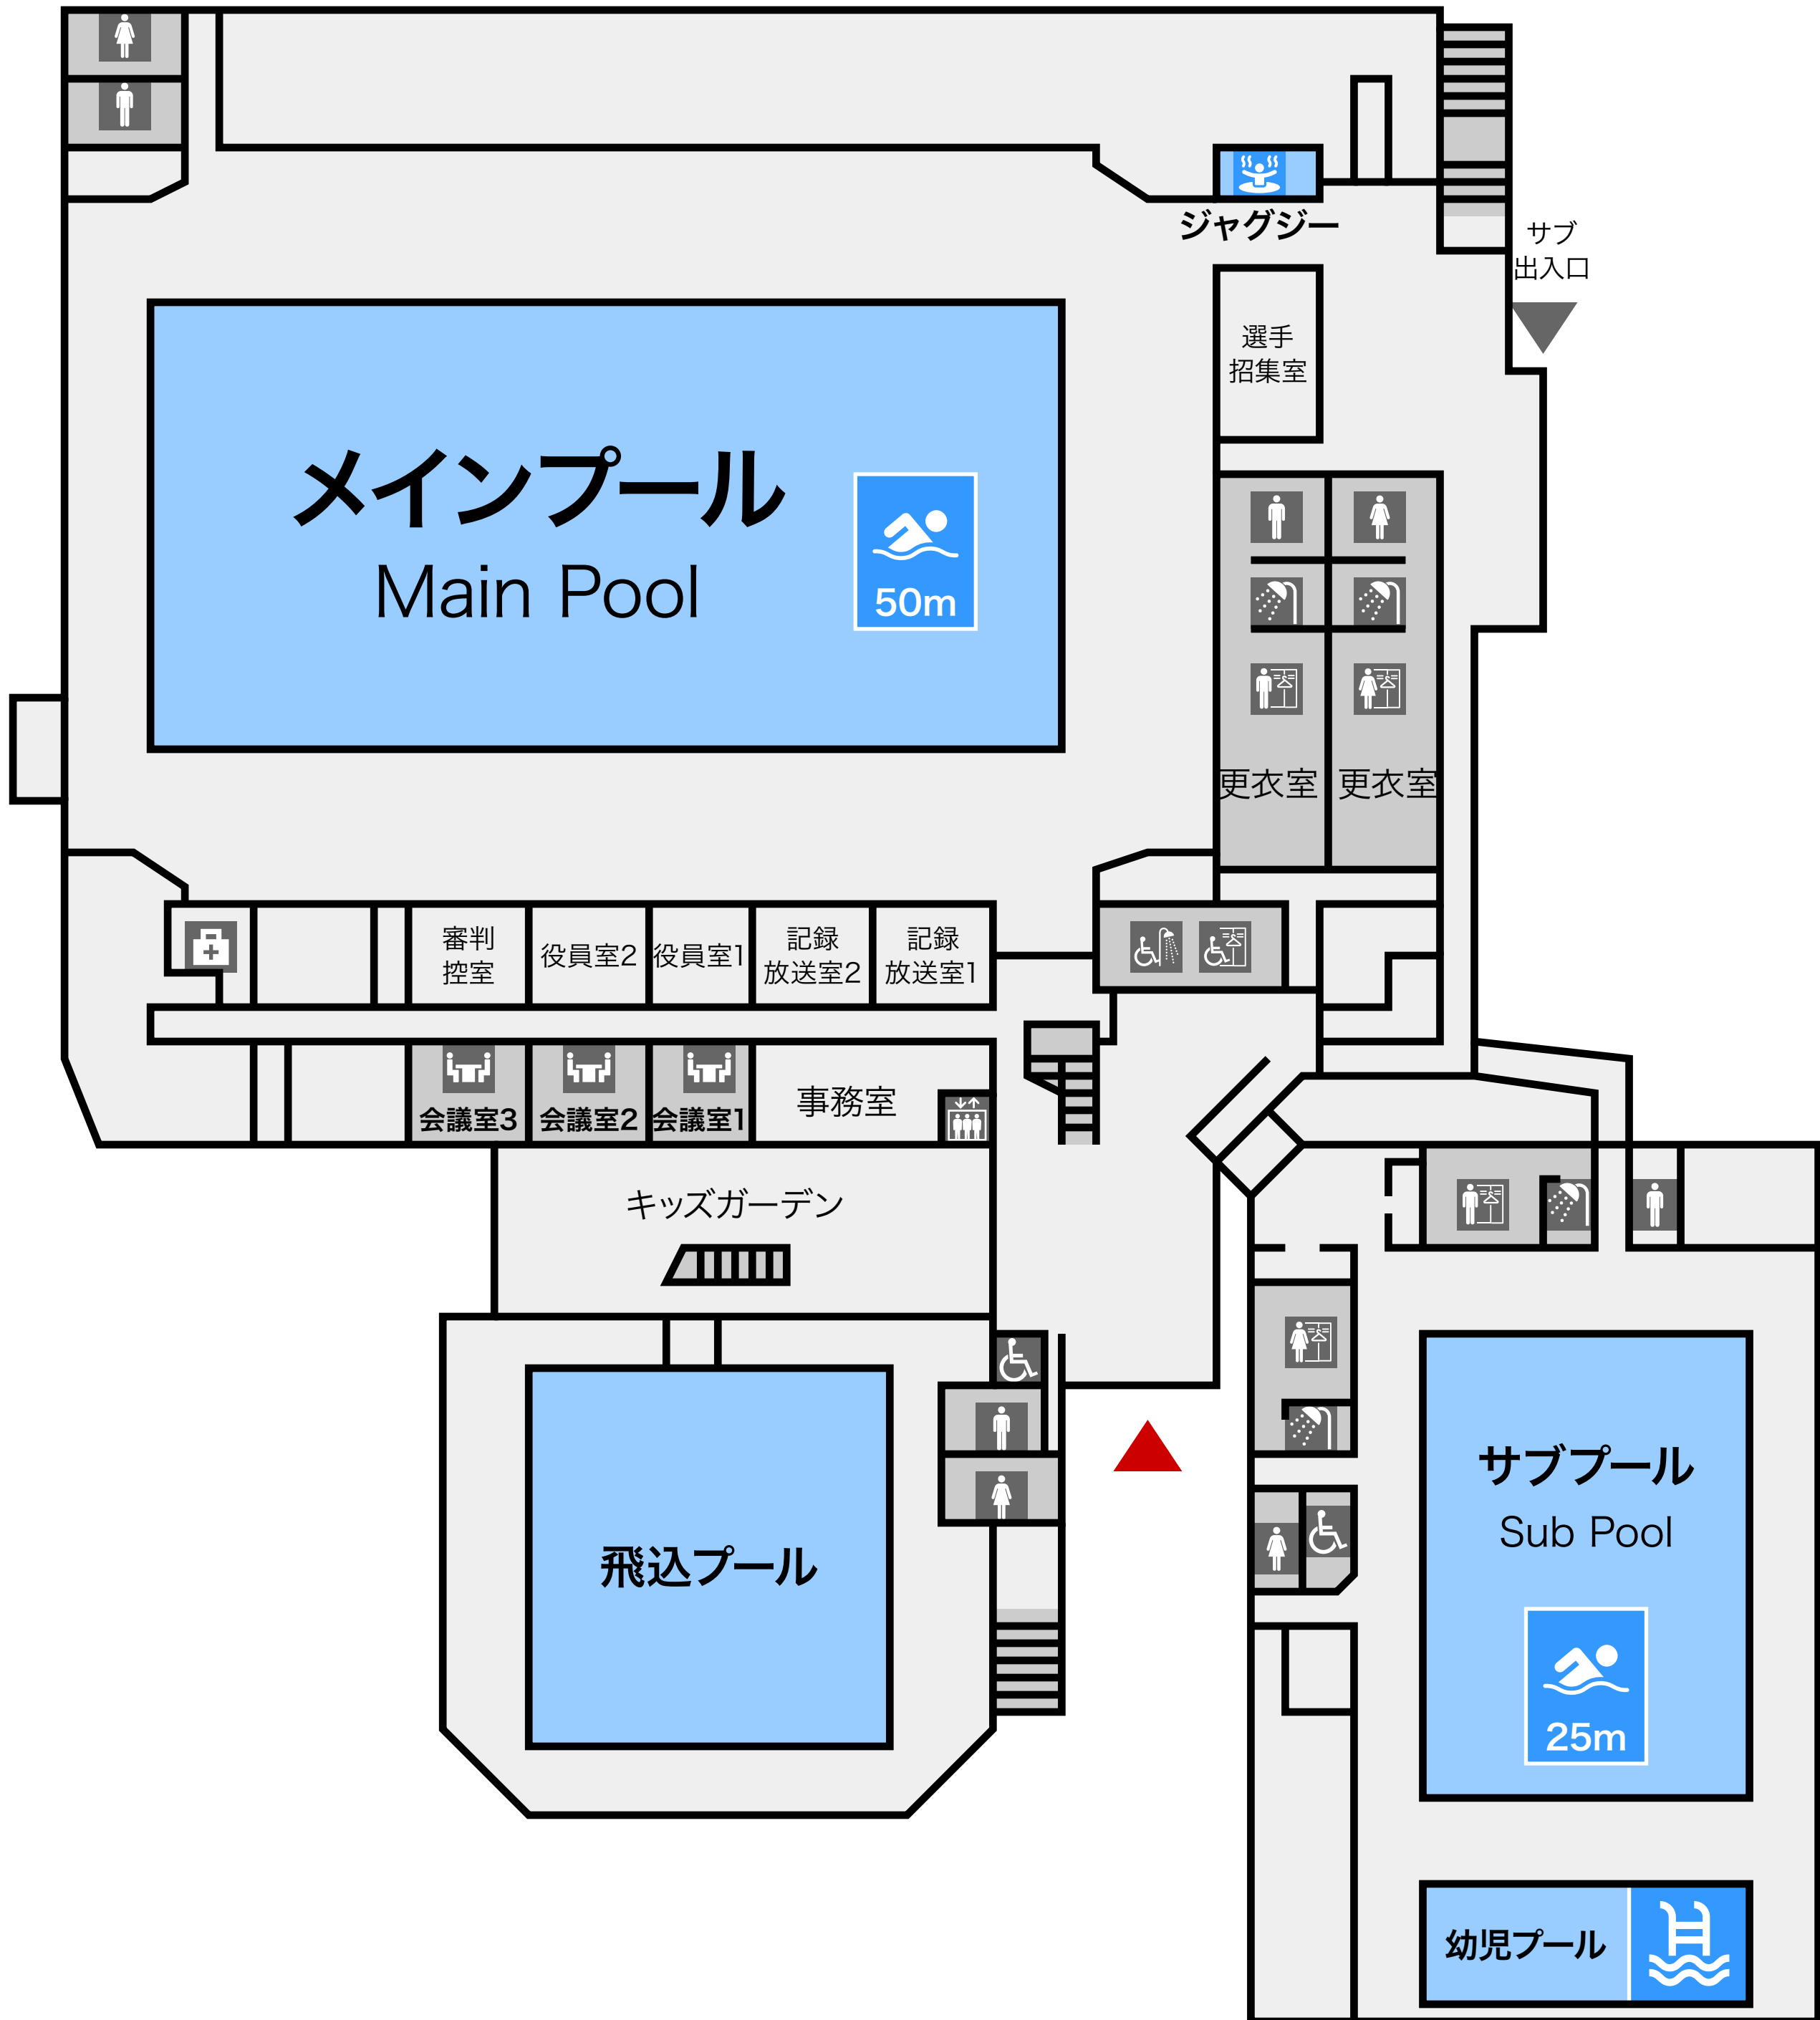 ジャグジー
サブ
出入口
選手
招集室
メインプール
Main Pool
50m
更衣室
更衣室
審判
控室
役員室2
役員室1
記録
放送室2
記録
放送室1
会議室3
会議室2
会議室1
事務室
キッズガーデン
飛込プール
サブプール
Sub Pool
25m
幼児プール